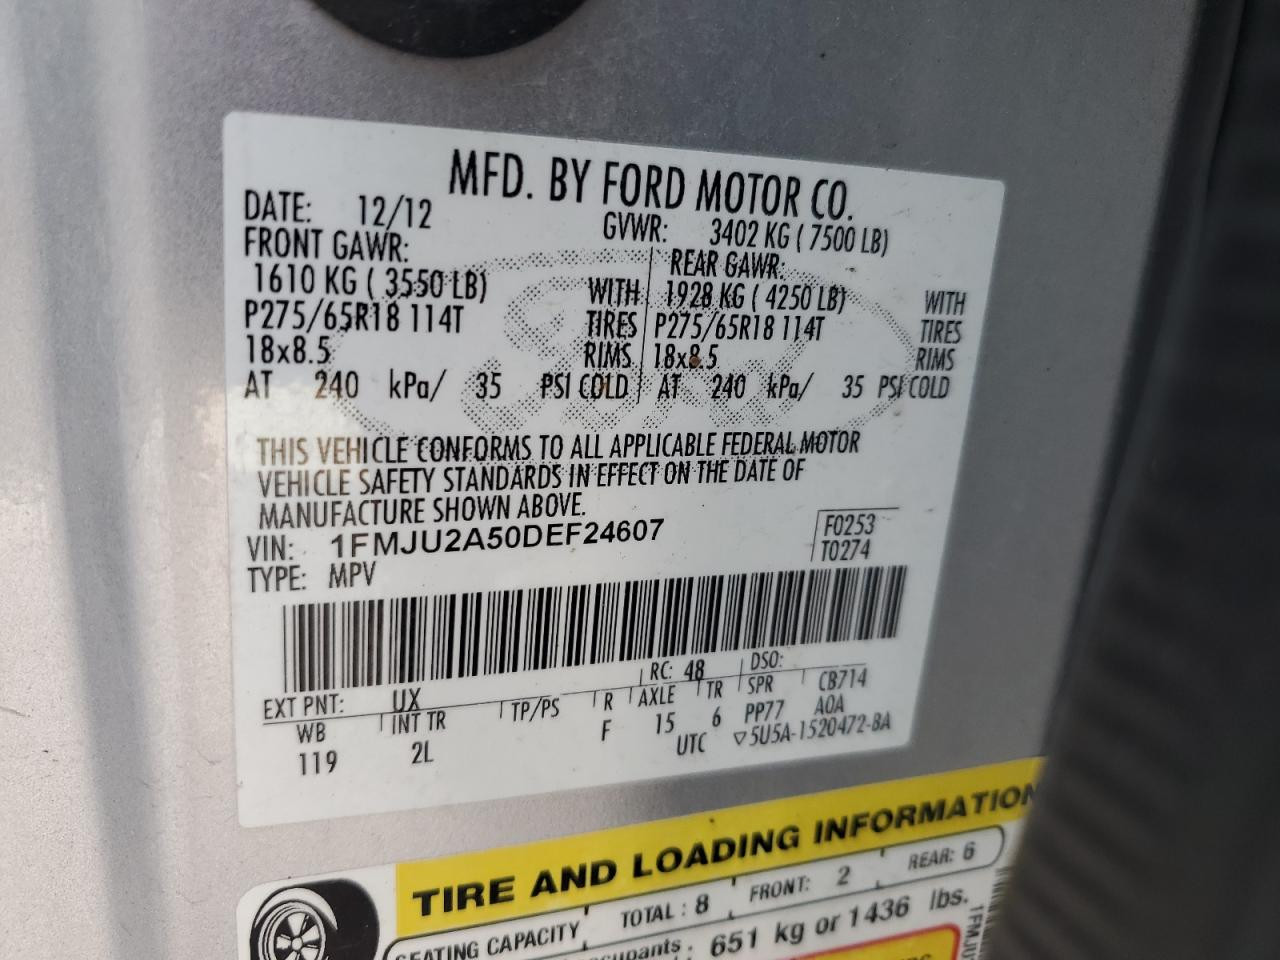 MFD. BY FORD MOTOR CO.
DATE: 12/12 GVWR: 3402 KG ( 7500 LB)
FRONT GAWR: REAR GAWR:
1610 KG ( 3550 LB) WITH 1928 KG ( 4250 LB) WITH
P275/65R18 114T TIRES P275/65R18 114T TIRES
18x8.5 RIMS 18x8.5 RIMS
AT 240 kPa/ 35 PSI COLD AT 240 kPa/ 35 PSI COLD
THIS VEHICLE CONFORMS TO ALL APPLICABLE FEDERAL MOTOR
VEHICLE SAFETY STANDARDS IN EFFECT ON THE DATE OF
MANUFACTURE SHOWN ABOVE.
VIN: 1FMJU2A50DEF24607 F0253
TYPE: MPV T0274
EXT PNT: UX RC: 48 DSO:
WB INT TR TP/PS R AXLE TR SPR CB714
119 2L F 15 6 PP77 A0A
UTC ▽5U5A-1520472-BA
TIRE AND LOADING INFORMATION
SEATING CAPACITY TOTAL : 8 FRONT: 2 REAR: 6
651 kg or 1436 lbs.